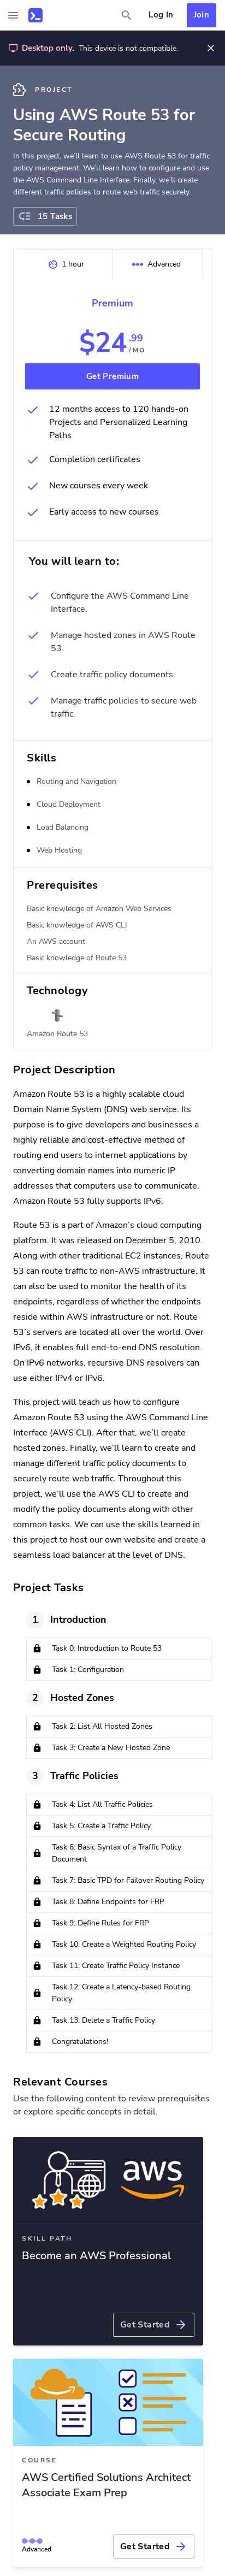 Log In
Join
Desktop only. This device is not compatible.
PROJECT
Using AWS Route 53 for
Secure Routing
In this project, we'll learn to use AWS Route 53 for traffic
policy management. We'll learn how to configure and use
the AWS Command Line Interface. Finally, we'll create
different traffic policies to route web traffic securely.
15 Tasks
1 hour
Advanced
Premium
$24.99
/MO
Get Premium
12 months access to 120 hands-on
Projects and Personalized Learning
Paths
Completion certificates
New courses every week
Early access to new courses
You will learn to:
Configure the AWS Command Line
Interface.
Manage hosted zones in AWS Route
53.
Create traffic policy documents.
Manage traffic policies to secure web
traffic.
Skills
Routing and Navigation
Cloud Deployment
Load Balancing
Web Hosting
Prerequisites
Basic knowledge of Amazon Web Services
Basic knowledge of AWS CLI
An AWS account
Basic knowledge of Route 53
Technology
Amazon Route 53
Project Description
Amazon Route 53 is a highly scalable cloud
Domain Name System (DNS) web service. Its
purpose is to give developers and businesses a
highly reliable and cost-effective method of
routing end users to internet applications by
converting domain names into numeric IP
addresses that computers use to communicate.
Amazon Route 53 fully supports IPv6.
Route 53 is a part of Amazon's cloud computing
platform. It was released on December 5, 2010.
Along with other traditional EC2 instances, Route
53 can route traffic to non-AWS infrastructure. It
can also be used to monitor the health of its
endpoints, regardless of whether the endpoints
reside within AWS infrastructure or not. Route
53's servers are located all over the world. Over
IPv6, it enables full end-to-end DNS resolution.
On IPv6 networks, recursive DNS resolvers can
use either IPv4 or IPv6.
This project will teach us how to configure
Amazon Route 53 using the AWS Command Line
Interface (AWS CLI). After that, we'll create
hosted zones. Finally, we'll learn to create and
manage different traffic policy documents to
securely route web traffic. Throughout this
project, we'll use the AWS CLI to create and
modify the policy documents along with other
common tasks. We can use the skills learned in
this project to host our own website and create a
seamless load balancer at the level of DNS.
Project Tasks
1 Introduction
Task 0: Introduction to Route 53
Task 1: Configuration
2 Hosted Zones
Task 2: List All Hosted Zones
Task 3: Create a New Hosted Zone
3 Traffic Policies
Task 4: List All Traffic Policies
Task 5: Create a Traffic Policy
Task 6: Basic Syntax of a Traffic Policy
Document
Task 7: Basic TPD for Failover Routing Policy
Task 8: Define Endpoints for FRP
Task 9: Define Rules for FRP
Task 10: Create a Weighted Routing Policy
Task 11: Create Traffic Policy Instance
Task 12: Create a Latency-based Routing
Policy
Task 13: Delete a Traffic Policy
Congratulations!
Relevant Courses
Use the following content to review prerequisites
or explore specific concepts in detail.
aws
SKILL PATH
Become an AWS Professional
Get Started
COURSE
AWS Certified Solutions Architect
Associate Exam Prep
Advanced
Get Started